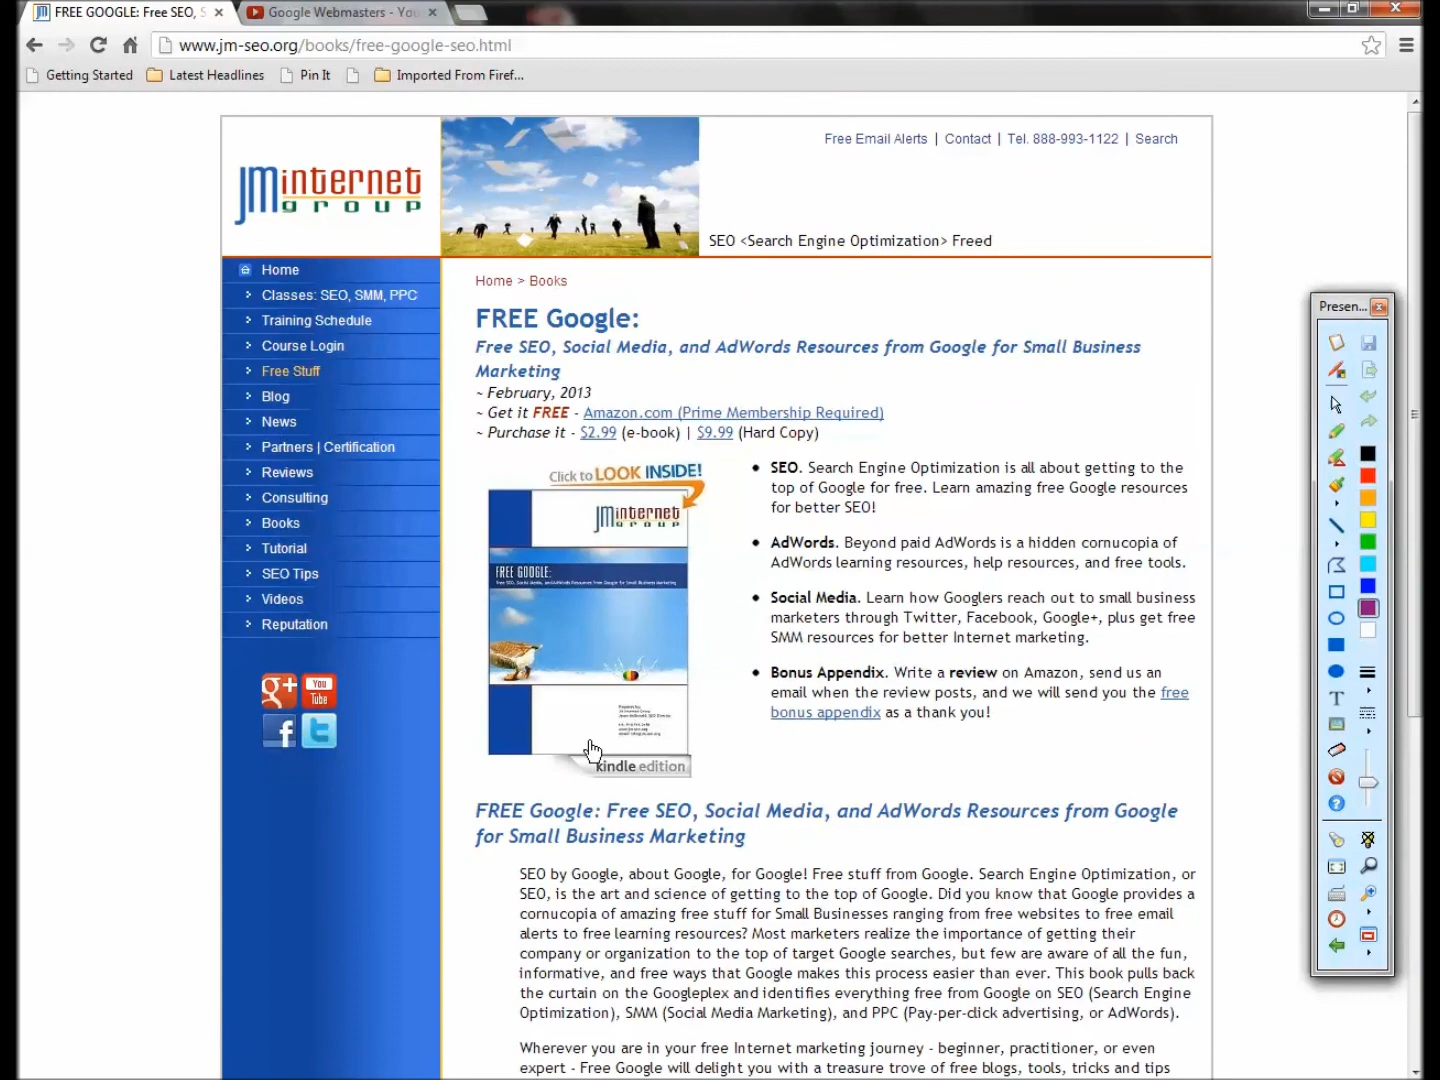 FREE GOOGLE: Free SEO, S
Google Webmasters - You
www.jm-seo.org/books/free-google-seo.html
Getting Started Latest Headlines Pin It Imported From Firef...
JM internet group
Free Email Alerts | Contact | Tel. 888-993-1122 | Search
SEO <Search Engine Optimization> Freed
Home
Classes: SEO, SMM, PPC
Training Schedule
Course Login
Free Stuff
Blog
News
Partners | Certification
Reviews
Consulting
Books
Tutorial
SEO Tips
Videos
Reputation
g+ You Tube
f t
Home > Books
FREE Google:
Free SEO, Social Media, and AdWords Resources from Google for Small Business
Marketing
~ February, 2013
~ Get it FREE - Amazon.com (Prime Membership Required)
~ Purchase it - $2.99 (e-book) | $9.99 (Hard Copy)
Click to LOOK INSIDE!
JM internet group
FREE GOOGLE:
Free SEO, Social Media, and AdWords Resources from Google for Small Business Marketing
kindle edition
SEO. Search Engine Optimization is all about getting to the
top of Google for free. Learn amazing free Google resources
for better SEO!
AdWords. Beyond paid AdWords is a hidden cornucopia of
AdWords learning resources, help resources, and free tools.
Social Media. Learn how Googlers reach out to small business
marketers through Twitter, Facebook, Google+, plus get free
SMM resources for better Internet marketing.
Bonus Appendix. Write a review on Amazon, send us an
email when the review posts, and we will send you the free
bonus appendix as a thank you!
FREE Google: Free SEO, Social Media, and AdWords Resources from Google
for Small Business Marketing
SEO by Google, about Google, for Google! Free stuff from Google. Search Engine Optimization, or
SEO, is the art and science of getting to the top of Google. Did you know that Google provides a
cornucopia of amazing free stuff for Small Businesses ranging from free websites to free email
alerts to free learning resources? Most marketers realize the importance of getting their
company or organization to the top of target Google searches, but few are aware of all the fun,
informative, and free ways that Google makes this process easier than ever. This book pulls back
the curtain on the Googleplex and identifies everything free from Google on SEO (Search Engine
Optimization), SMM (Social Media Marketing), and PPC (Pay-per-click advertising, or AdWords).
Wherever you are in your free Internet marketing journey - beginner, practitioner, or even
expert - Free Google will delight you with a treasure trove of free blogs, tools, tricks and tips
Presen...
T